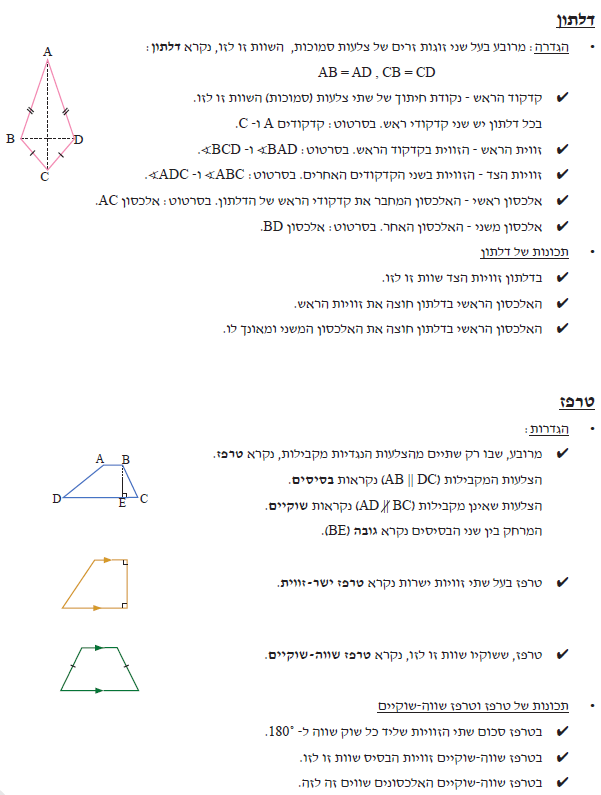 דלתון
• הגדרה: מרובע בעל שני זוגות זרים של צלעות סמוכות, השוות זו לזו, נקרא דלתון:
AB = AD , CB = CD
✔ קדקוד הראש - נקודת חיתוך של שתי צלעות (סמוכות) השוות זו לזו.
בכל דלתון יש שני קדקודי ראש. בסרטוט: קדקודים A ו- C.
✔ זווית הראש - הזווית בקדקוד הראש. בסרטוט: ∢BAD ו- ∢BCD.
✔ זוויות הצד - הזוויות בשני הקדקודים האחרים. בסרטוט: ∢ABC ו- ∢ADC.
✔ אלכסון ראשי - האלכסון המחבר את קדקודי הראש של הדלתון. בסרטוט: אלכסון AC.
✔ אלכסון משני - האלכסון האחר. בסרטוט: אלכסון BD.
A
B
D
C
• תכונות של דלתון
✔ בדלתון זוויות הצד שוות זו לזו.
✔ האלכסון הראשי בדלתון חוצה את זוויות הראש.
✔ האלכסון הראשי בדלתון חוצה את האלכסון המשני ומאונך לו.
טרפז
• הגדרות:
✔ מרובע, שבו רק שתיים מהצלעות הנגדיות מקבילות, נקרא טרפז.
הצלעות המקבילות (AB || DC) נקראות בסיסים.
הצלעות שאינן מקבילות (AD ∦ BC) נקראות שוקיים.
המרחק בין שני הבסיסים נקרא גובה (BE).
A B
D E C
✔ טרפז בעל שתי זוויות ישרות נקרא טרפז ישר-זווית.
✔ טרפז, ששוקיו שוות זו לזו, נקרא טרפז שווה-שוקיים.
• תכונות של טרפז וטרפז שווה-שוקיים
✔ בטרפז סכום שתי הזוויות שליד כל שוק שווה ל- 180°.
✔ בטרפז שווה-שוקיים זוויות הבסיס שוות זו לזו.
✔ בטרפז שווה-שוקיים האלכסונים שווים זה לזה.